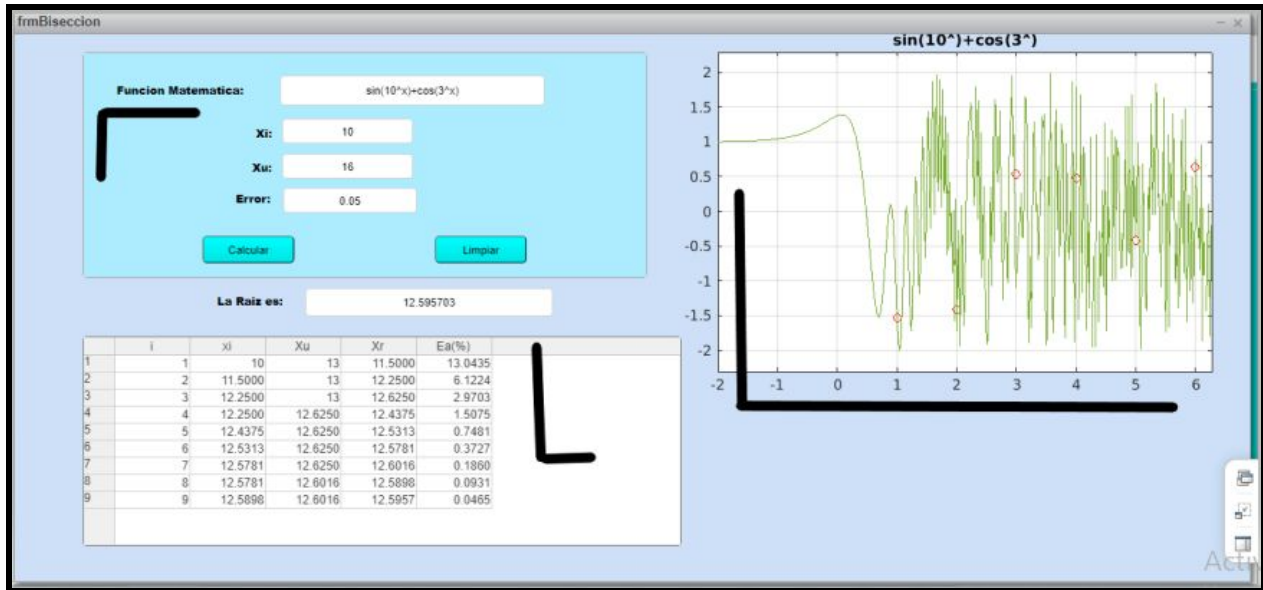 frmBiseccion
Funcion Matematica: sin(10^x)+cos(3^x)
Xi: 10
Xu: 16
Error: 0.05
Calcular Limpiar
La Raiz es: 12.595703
i xi Xu Xr Ea(%)
1 1 10 13 11.5000 13.0435
2 2 11.5000 13 12.2500 6.1224
3 3 12.2500 13 12.6250 2.9703
4 4 12.2500 12.6250 12.4375 1.5075
5 5 12.4375 12.6250 12.5313 0.7481
6 6 12.5313 12.6250 12.5781 0.3727
7 7 12.5781 12.6250 12.6016 0.1860
8 8 12.5781 12.6016 12.5898 0.0931
9 9 12.5898 12.6016 12.5957 0.0465
sin(10^)+cos(3^)
2
1.5
1
0.5
0
-0.5
-1
-1.5
-2
-2 -1 0 1 2 3 4 5 6